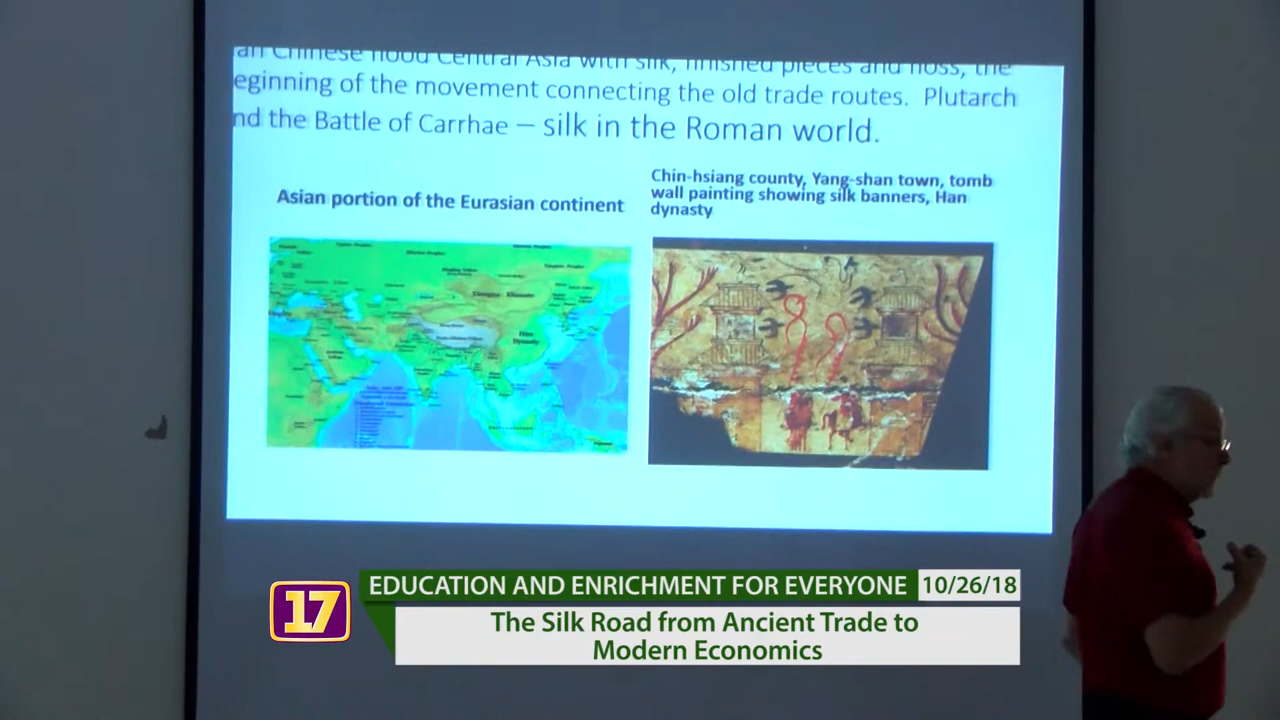 an Chinese flood Central Asia with silk, finished pieces and floss, the
eginning of the movement connecting the old trade routes. Plutarch
nd the Battle of Carrhae – silk in the Roman world.
Asian portion of the Eurasian continent
Chin-hsiang county, Yang-shan town, tomb
wall painting showing silk banners, Han
dynasty
Han
Dynasty
17
EDUCATION AND ENRICHMENT FOR EVERYONE
10/26/18
The Silk Road from Ancient Trade to
Modern Economics